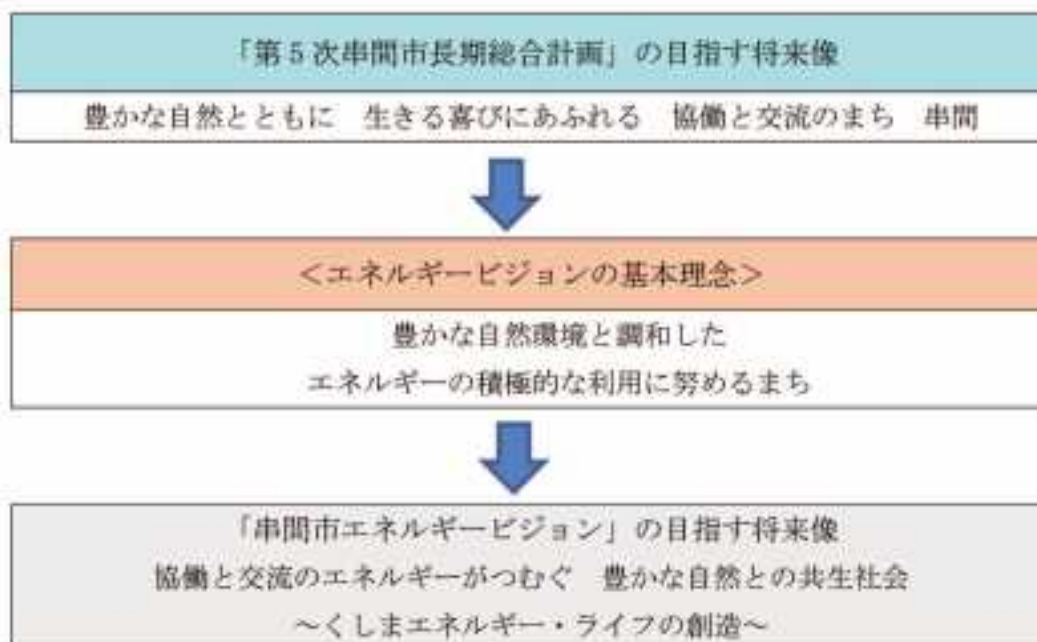 「第5次串間市長期総合計画」の目指す将来像
豊かな自然とともに　生きる喜びにあふれる　協働と交流のまち　串間
＜エネルギービジョンの基本理念＞
豊かな自然環境と調和した
エネルギーの積極的な利用に努めるまち
「串間市エネルギービジョン」の目指す将来像
協働と交流のエネルギーがつむぐ　豊かな自然との共生社会
～くしまエネルギー・ライフの創造～